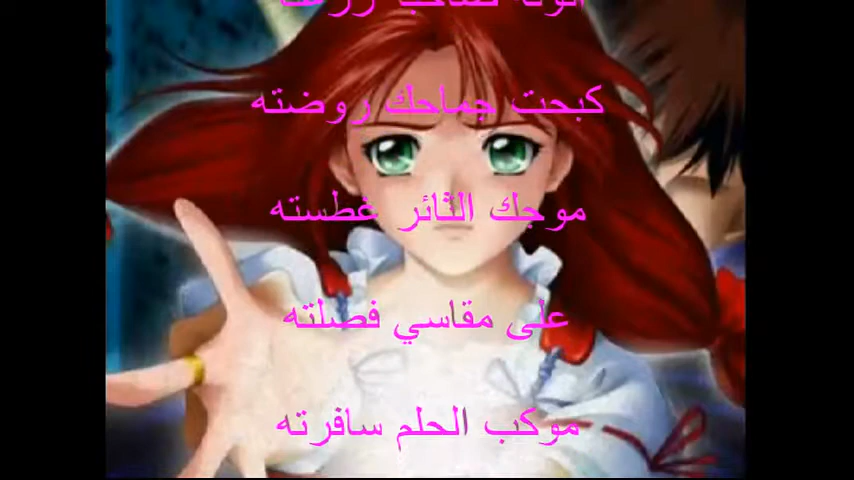 كبحت جماحك روضته
موجك الثائر غطسته
على مقاسي فصلته
موكب الحلم سافرته